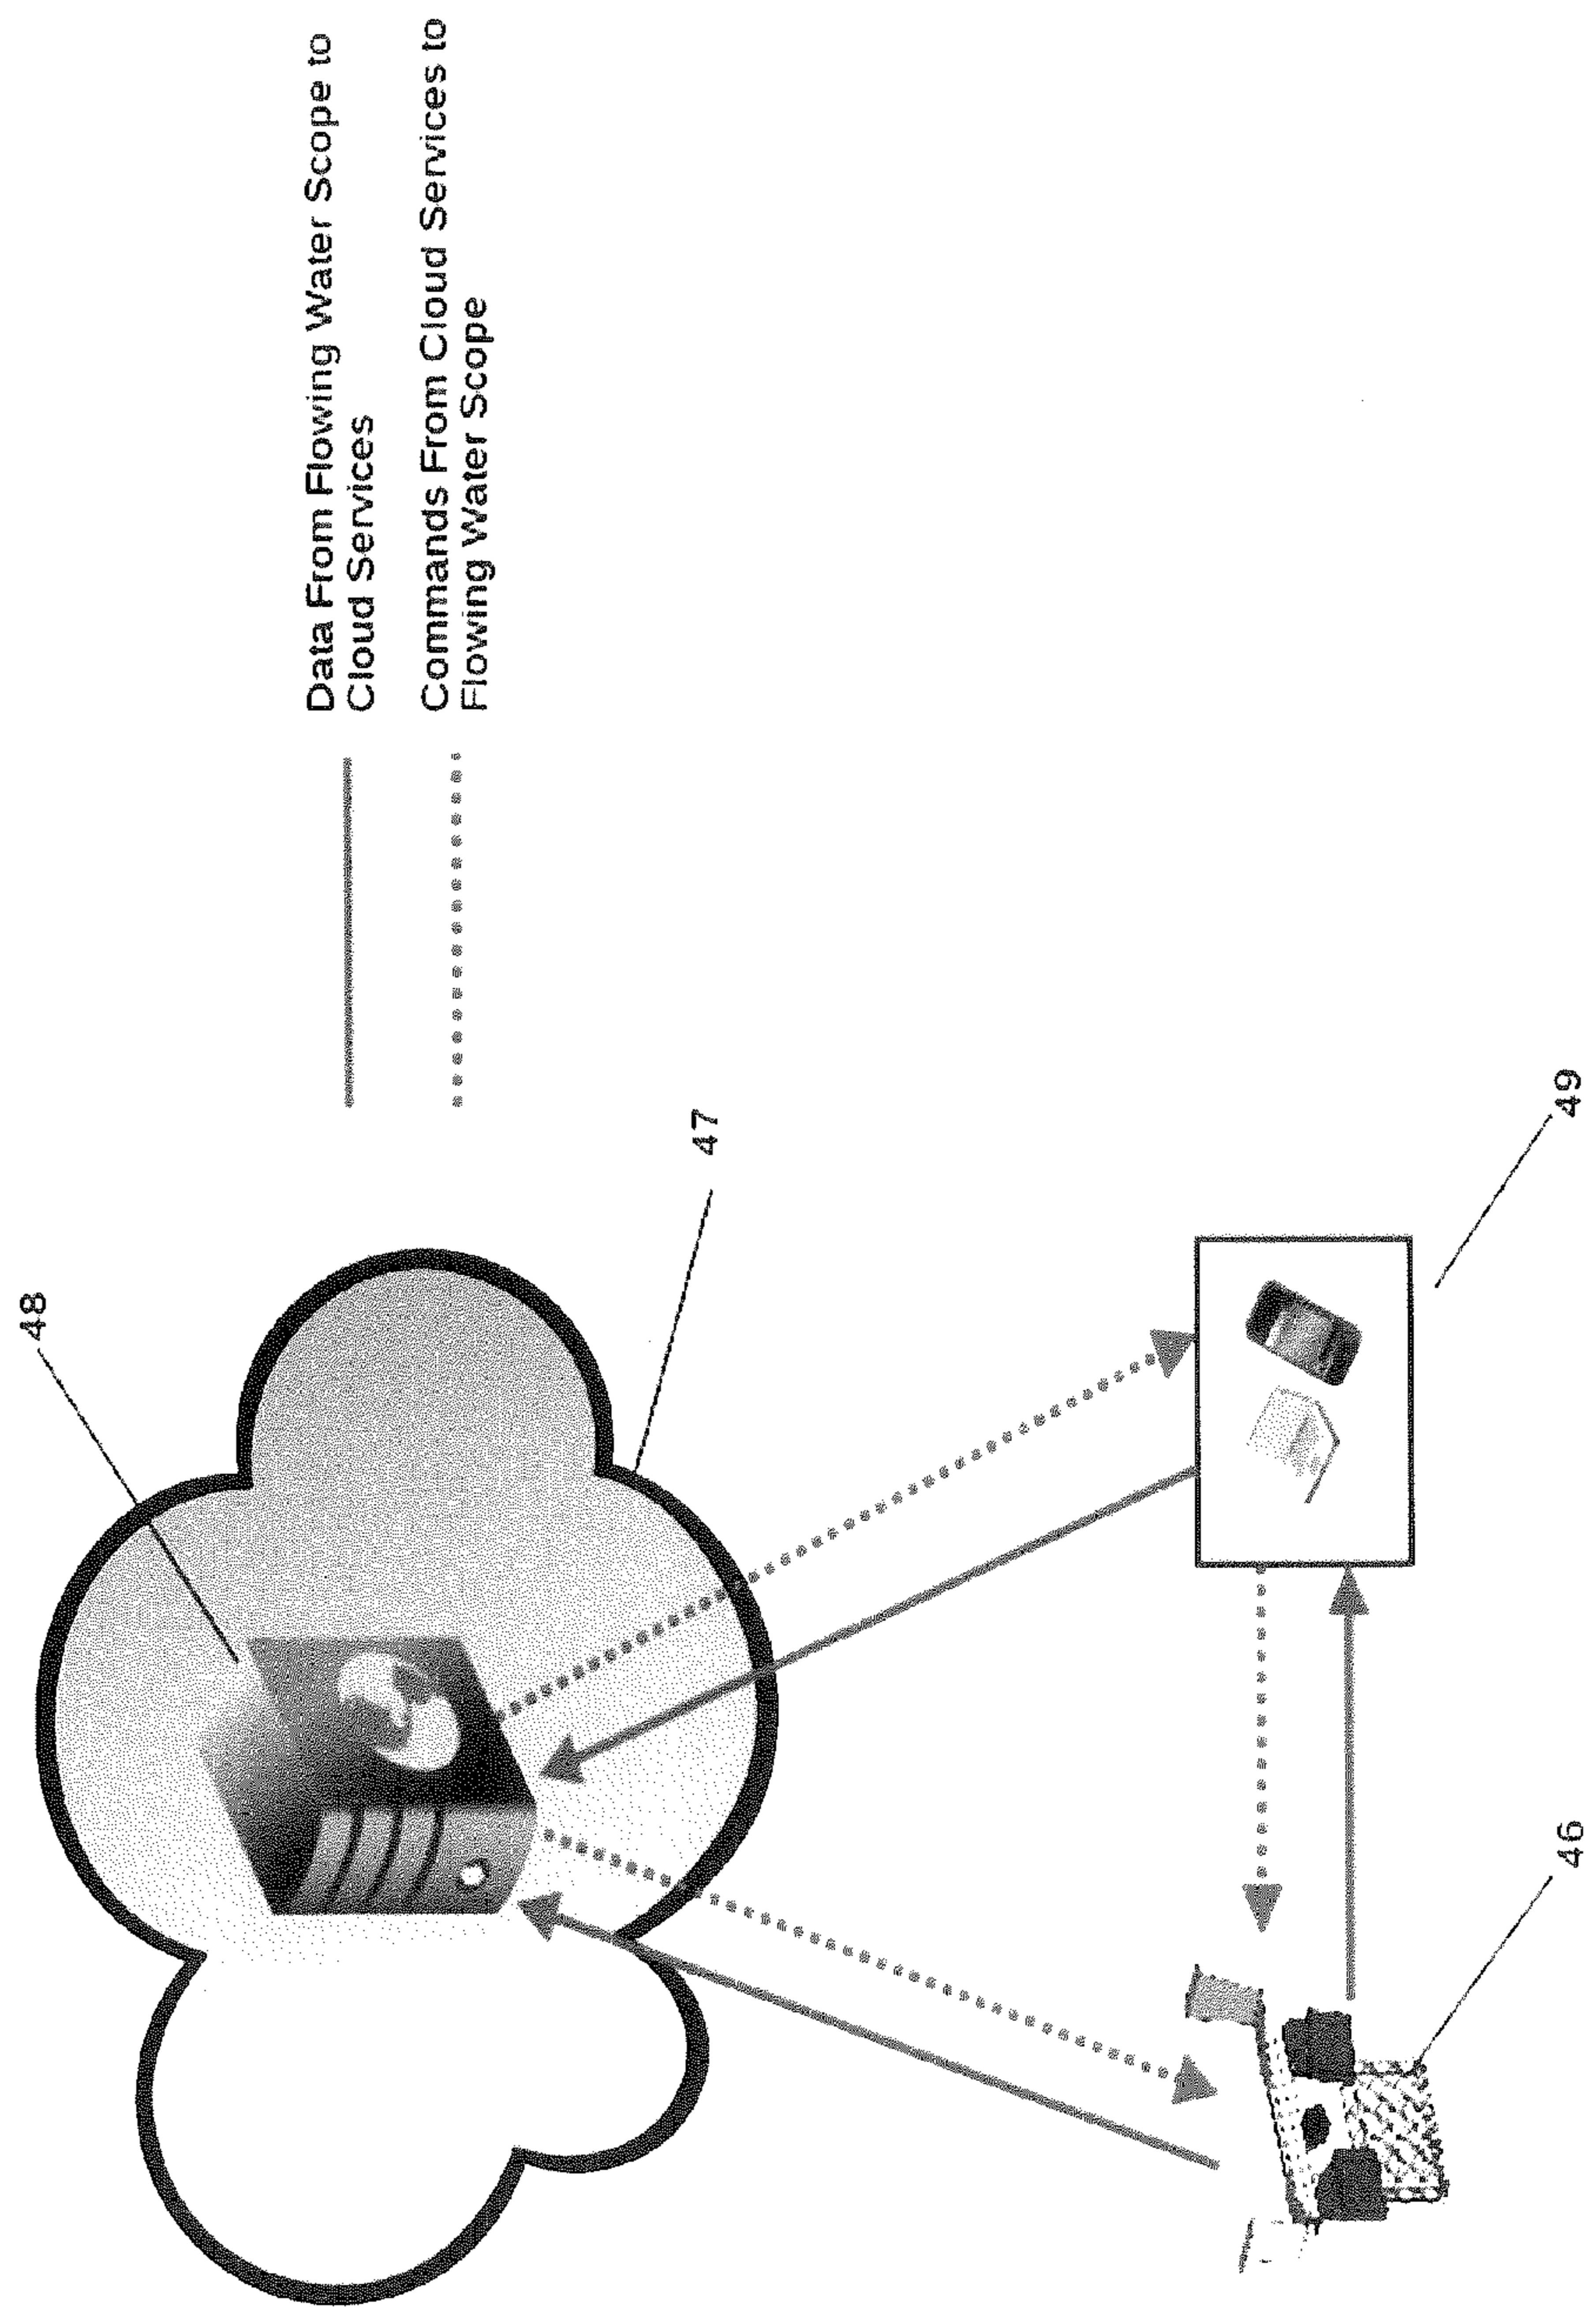 Data From Flowing Water Scope to
Cloud Services
Commands From Cloud Services to
Flowing Water Scope
48
47
49
46